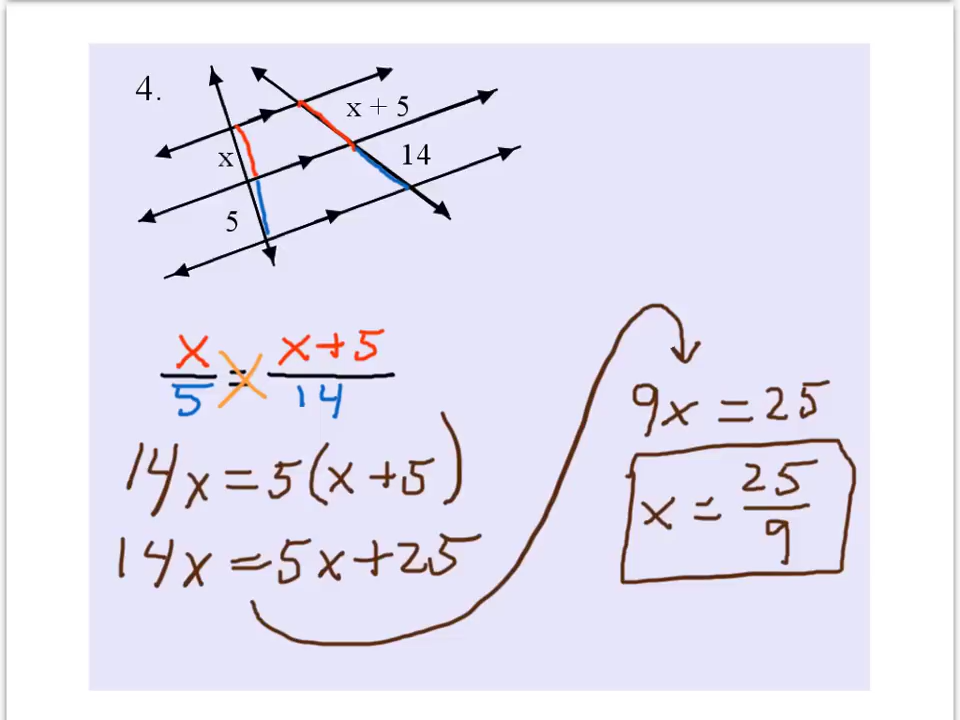 4.
x + 5
x
14
5
x/5 = x+5/14
14x = 5(x+5)
14x = 5x+25
9x = 25
x = 25/9